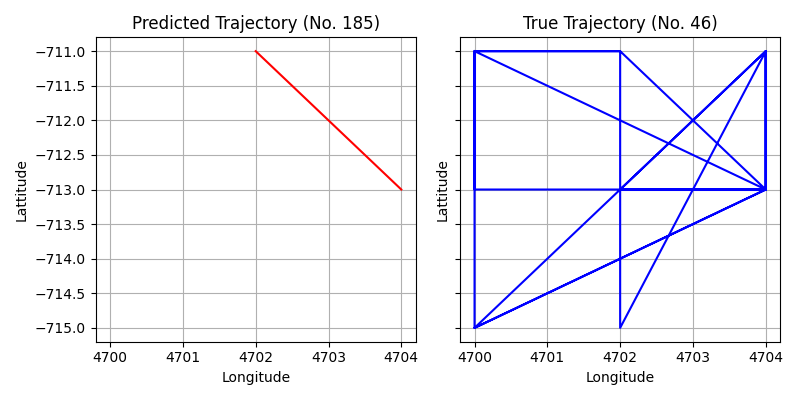 Predicted Trajectory (No. 185)
−711.0
−711.5
−712.0
−712.5
−713.0
−713.5
−714.0
−714.5
−715.0
Lattitude
4700 4701 4702 4703 4704
Longitude
True Trajectory (No. 46)
Lattitude
4700 4701 4702 4703 4704
Longitude